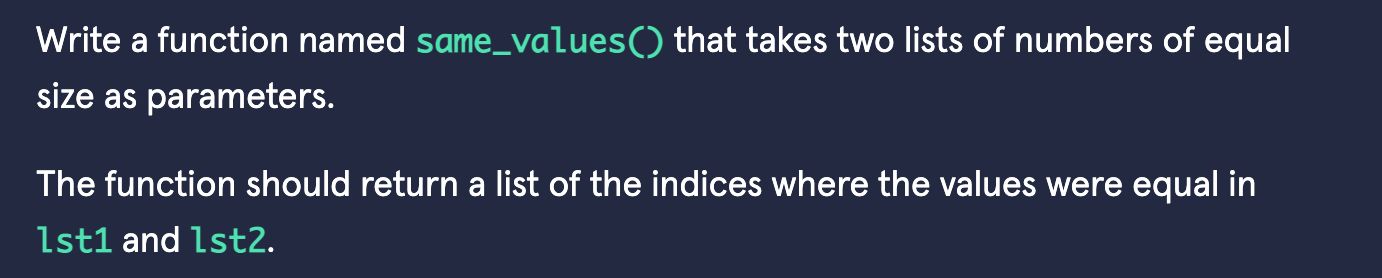 Write a function named same_values() that takes two lists of numbers of equal
size as parameters.
The function should return a list of the indices where the values were equal in
lst1 and lst2.